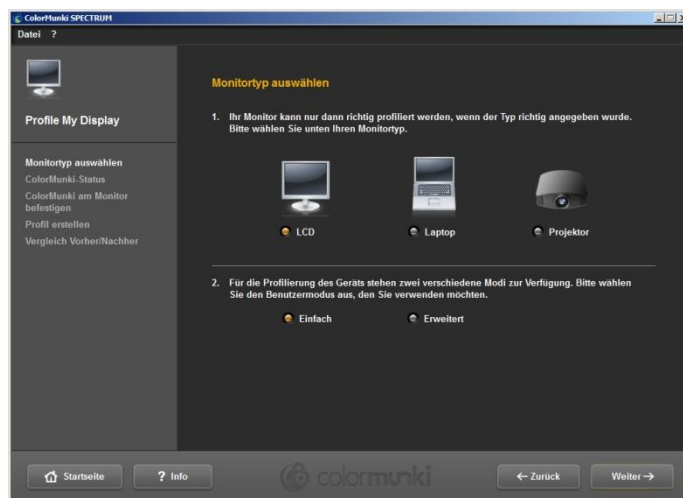 ColorMunki SPECTRUM
Datei ?
Profile My Display
Monitortyp auswählen
ColorMunki-Status
ColorMunki am Monitor
befestigen
Profil erstellen
Vergleich Vorher/Nachher
Monitortyp auswählen
1. Ihr Monitor kann nur dann richtig profiliert werden, wenn der Typ richtig angegeben wurde.
Bitte wählen Sie unten Ihren Monitortyp.
LCD
Laptop
Projektor
2. Für die Profilierung des Geräts stehen zwei verschiedene Modi zur Verfügung. Bitte wählen
Sie den Benutzermodus aus, den Sie verwenden möchten.
Einfach
Erweitert
Startseite
? Info
colormunki
← Zurück
Weiter →